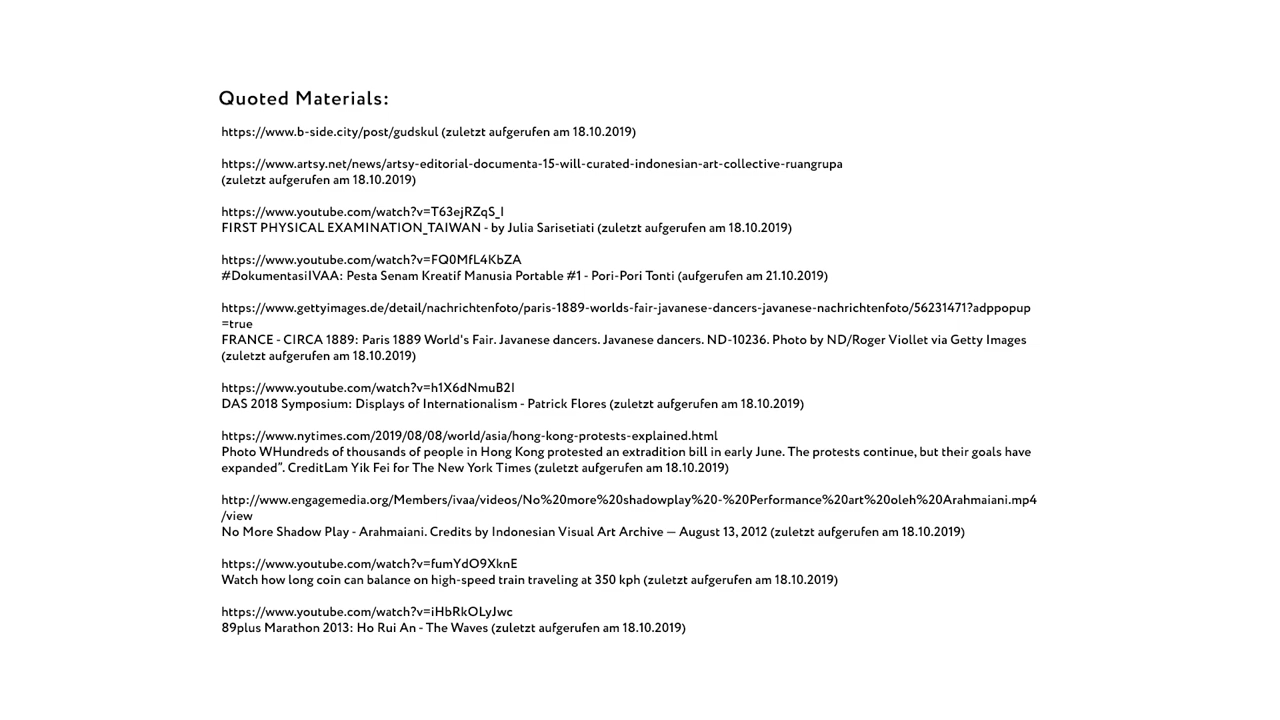 Quoted Materials:
https://www.b-side.city/post/gudskul (zuletzt aufgerufen am 18.10.2019)
https://www.artsy.net/news/artsy-editorial-documenta-15-will-curated-indonesian-art-collective-ruangrupa
(zuletzt aufgerufen am 18.10.2019)
https://www.youtube.com/watch?v=T63ejRZqS_I
FIRST PHYSICAL EXAMINATION_TAIWAN - by Julia Sarisetiati (zuletzt aufgerufen am 18.10.2019)
https://www.youtube.com/watch?v=FQ0MfL4KbZA
#DokumentasiIVAA: Pesta Senam Kreatif Manusia Portable #1 - Pori-Pori Tonti (aufgerufen am 21.10.2019)
https://www.gettyimages.de/detail/nachrichtenfoto/paris-1889-worlds-fair-javanese-dancers-javanese-nachrichtenfoto/56231471?adppopup
=true
FRANCE - CIRCA 1889: Paris 1889 World's Fair. Javanese dancers. Javanese dancers. ND-10236. Photo by ND/Roger Viollet via Getty Images
(zuletzt aufgerufen am 18.10.2019)
https://www.youtube.com/watch?v=h1X6dNmuB2I
DAS 2018 Symposium: Displays of Internationalism - Patrick Flores (zuletzt aufgerufen am 18.10.2019)
https://www.nytimes.com/2019/08/08/world/asia/hong-kong-protests-explained.html
Photo WHundreds of thousands of people in Hong Kong protested an extradition bill in early June. The protests continue, but their goals have
expanded”. CreditLam Yik Fei for The New York Times (zuletzt aufgerufen am 18.10.2019)
http://www.engagemedia.org/Members/ivaa/videos/No%20more%20shadowplay%20-%20Performance%20art%20oleh%20Arahmaiani.mp4
/view
No More Shadow Play - Arahmaiani. Credits by Indonesian Visual Art Archive — August 13, 2012 (zuletzt aufgerufen am 18.10.2019)
https://www.youtube.com/watch?v=fumYdO9XknE
Watch how long coin can balance on high-speed train traveling at 350 kph (zuletzt aufgerufen am 18.10.2019)
https://www.youtube.com/watch?v=iHbRkOLyJwc
89plus Marathon 2013: Ho Rui An - The Waves (zuletzt aufgerufen am 18.10.2019)